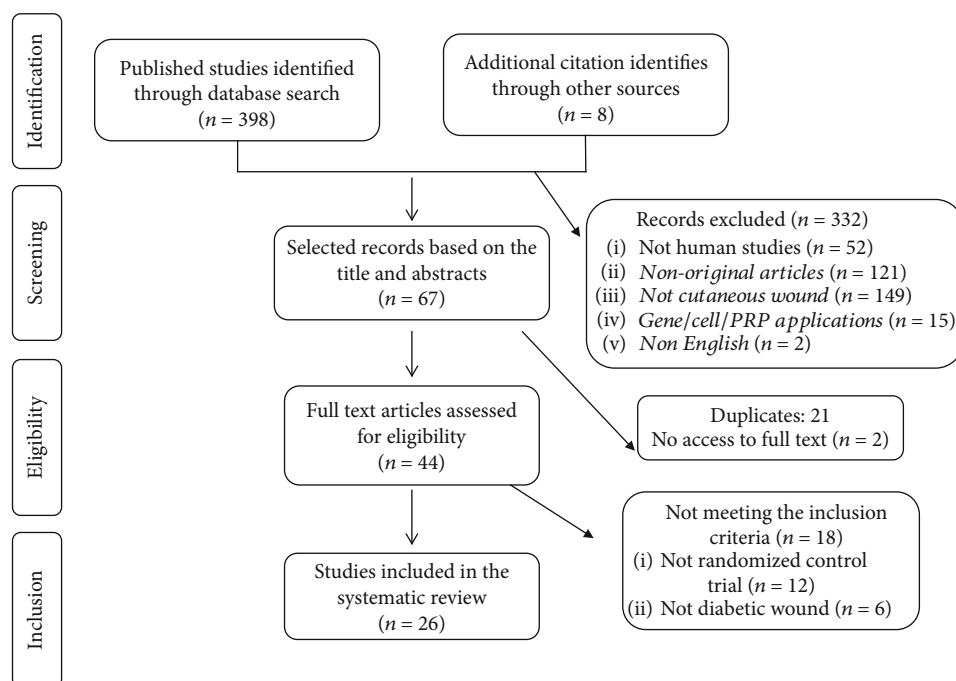 Identification
Published studies identified
through database search
(n = 398)
Additional citation identifies
through other sources
(n = 8)
Screening
Selected records based on the
title and abstracts
(n = 67)
Records excluded (n = 332)
(i) Not human studies (n = 52)
(ii) Non-original articles (n = 121)
(iii) Not cutaneous wound (n = 149)
(iv) Gene/cell/PRP applications (n = 15)
(v) Non English (n = 2)
Eligibility
Full text articles assessed
for eligibility
(n = 44)
Duplicates: 21
No access to full text (n = 2)
Inclusion
Studies included in the
systematic review
(n = 26)
Not meeting the inclusion
criteria (n = 18)
(i) Not randomized control
trial (n = 12)
(ii) Not diabetic wound (n = 6)